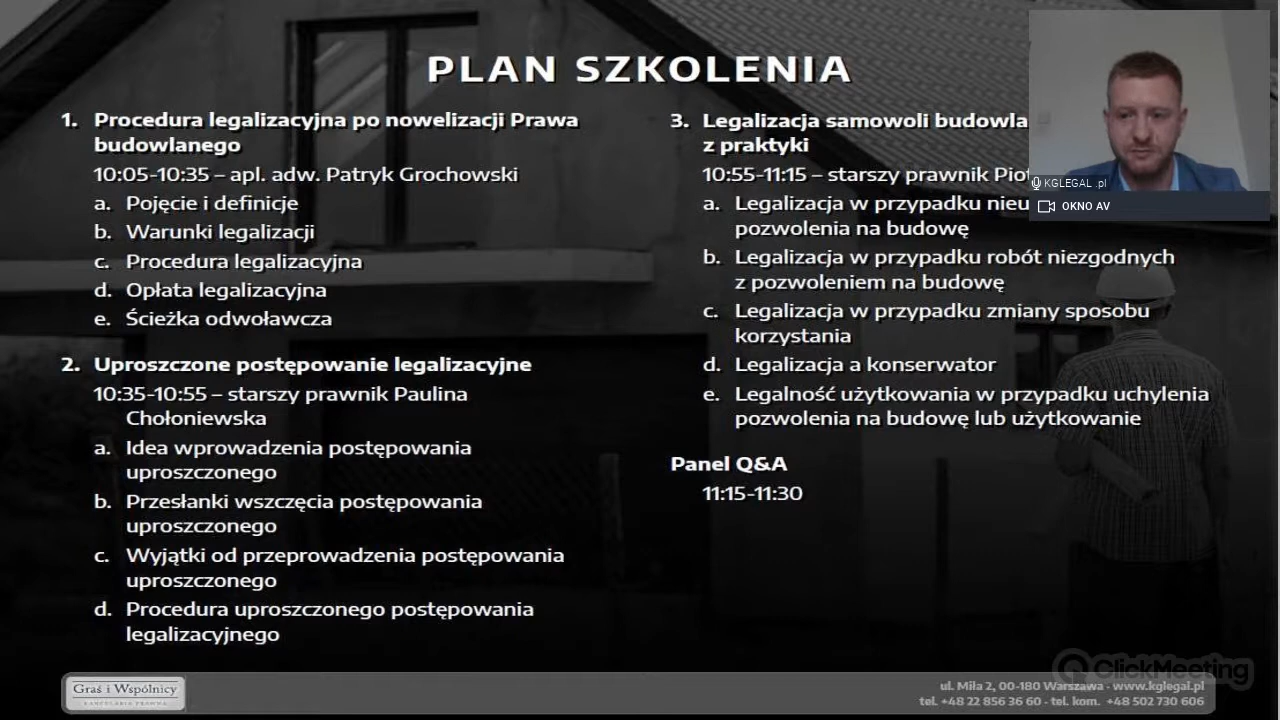 PLAN SZKOLENIA
1. Procedura legalizacyjna po nowelizacji Prawa
budowlanego
10:05-10:35 – apl. adw. Patryk Grochowski
a. Pojęcie i definicje
b. Warunki legalizacji
c. Procedura legalizacyjna
d. Opłata legalizacyjna
e. Ścieżka odwoławcza
2. Uproszczone postępowanie legalizacyjne
10:35-10:55 – starszy prawnik Paulina
Chołoniewska
a. Idea wprowadzenia postępowania
uproszczonego
b. Przesłanki wszczęcia postępowania
uproszczonego
c. Wyjątki od przeprowadzenia postępowania
uproszczonego
d. Procedura uproszczonego postępowania
legalizacyjnego
3. Legalizacja samowoli
z praktyki
10:55-11:15 – starszy prawnik
a. Legalizacja w przypadku
pozwolenia na budowę
b. Legalizacja w przypadku robót niezgodnych
z pozwoleniem na budowę
c. Legalizacja w przypadku zmiany sposobu
korzystania
d. Legalizacja a konserwator
e. Legalność użytkowania w przypadku uchylenia
pozwolenia na budowę lub użytkowanie
Panel Q&A
11:15-11:30
KGLEGAL .pl
OKNO AV
ClickMeeting
Graś i Wspólnicy
KANCELARIA PRAWNA
ul. Miła 2, 00-180 Warszawa · www.kglegal.pl
tel. +48 22 856 36 60 - tel. kom. +48 502 730 606